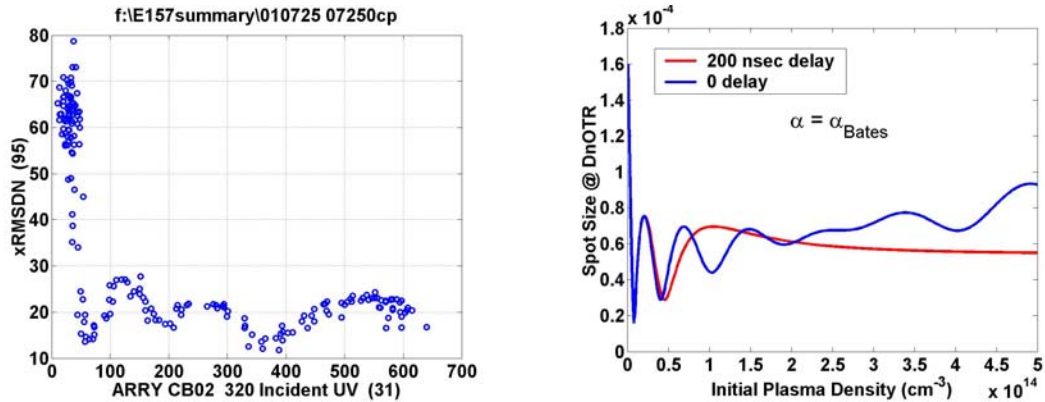 f:\E157summary\010725 07250cp
xRMSDN (95)
80
70
60
50
40
30
20
10
0 100 200 300 400 500 600 700
ARRY CB02 320 Incident UV (31)
x 10⁻⁴
Spot Size @ DnOTR
1.8
1.6
1.4
1.2
1
0.8
0.6
0.4
0.2
0
200 nsec delay
0 delay
α = αBates
0 0.5 1 1.5 2 2.5 3 3.5 4 4.5 5
Initial Plasma Density (cm⁻³)
x 10¹⁴